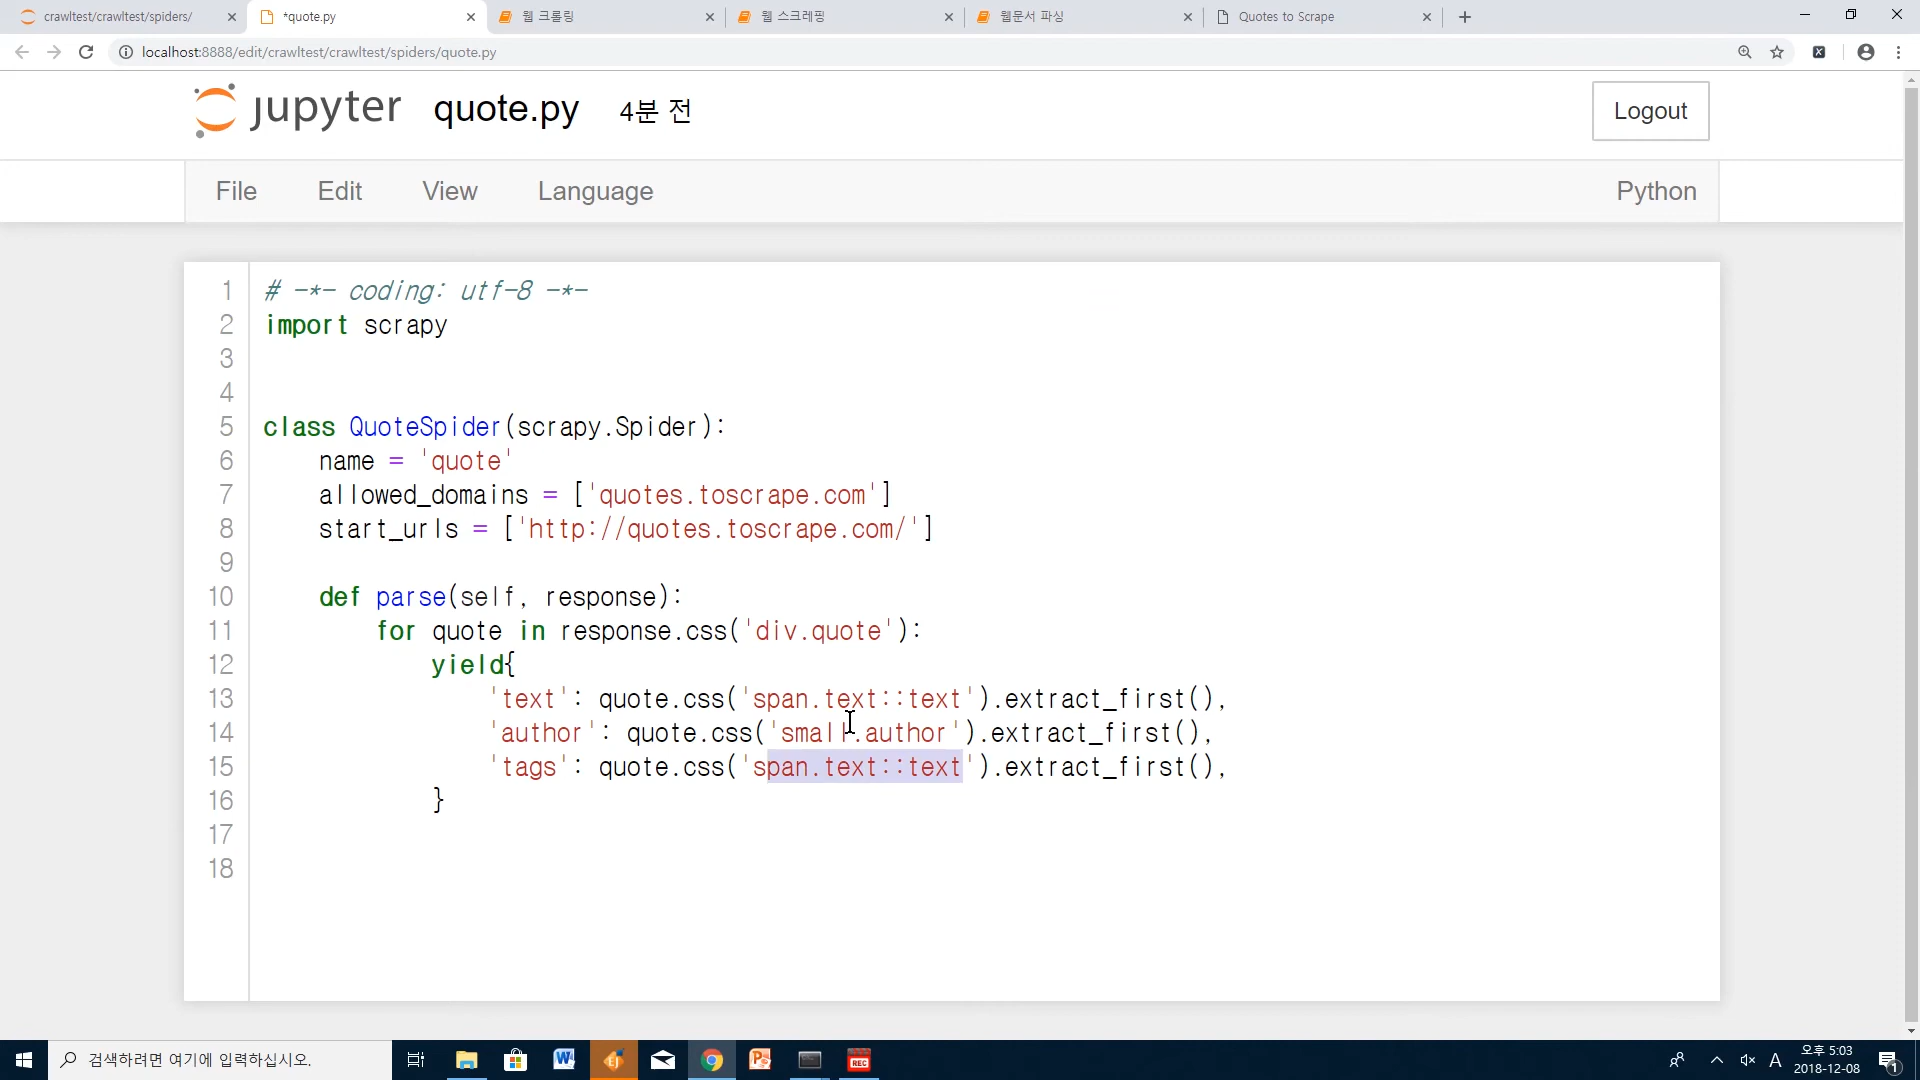 crawltest/crawltest/spiders/
*quote.py
웹 크롤링
웹 스크레핑
웹문서 파싱
Quotes to Scrape
localhost:8888/edit/crawltest/crawltest/spiders/quote.py
jupyter quote.py 4분 전
Logout
File Edit View Language Python
1 # -*- coding: utf-8 -*-
2 import scrapy
3
4
5 class QuoteSpider(scrapy.Spider):
6 name = 'quote'
7 allowed_domains = ['quotes.toscrape.com']
8 start_urls = ['http://quotes.toscrape.com/']
9
10 def parse(self, response):
11 for quote in response.css('div.quote'):
12 yield{
13 'text': quote.css('span.text::text').extract_first(),
14 'author': quote.css('small.author').extract_first(),
15 'tags': quote.css('span.text::text').extract_first(),
16 }
17
18
검색하려면 여기에 입력하십시오.
REC
A
오후 5:03
2018-12-08
1